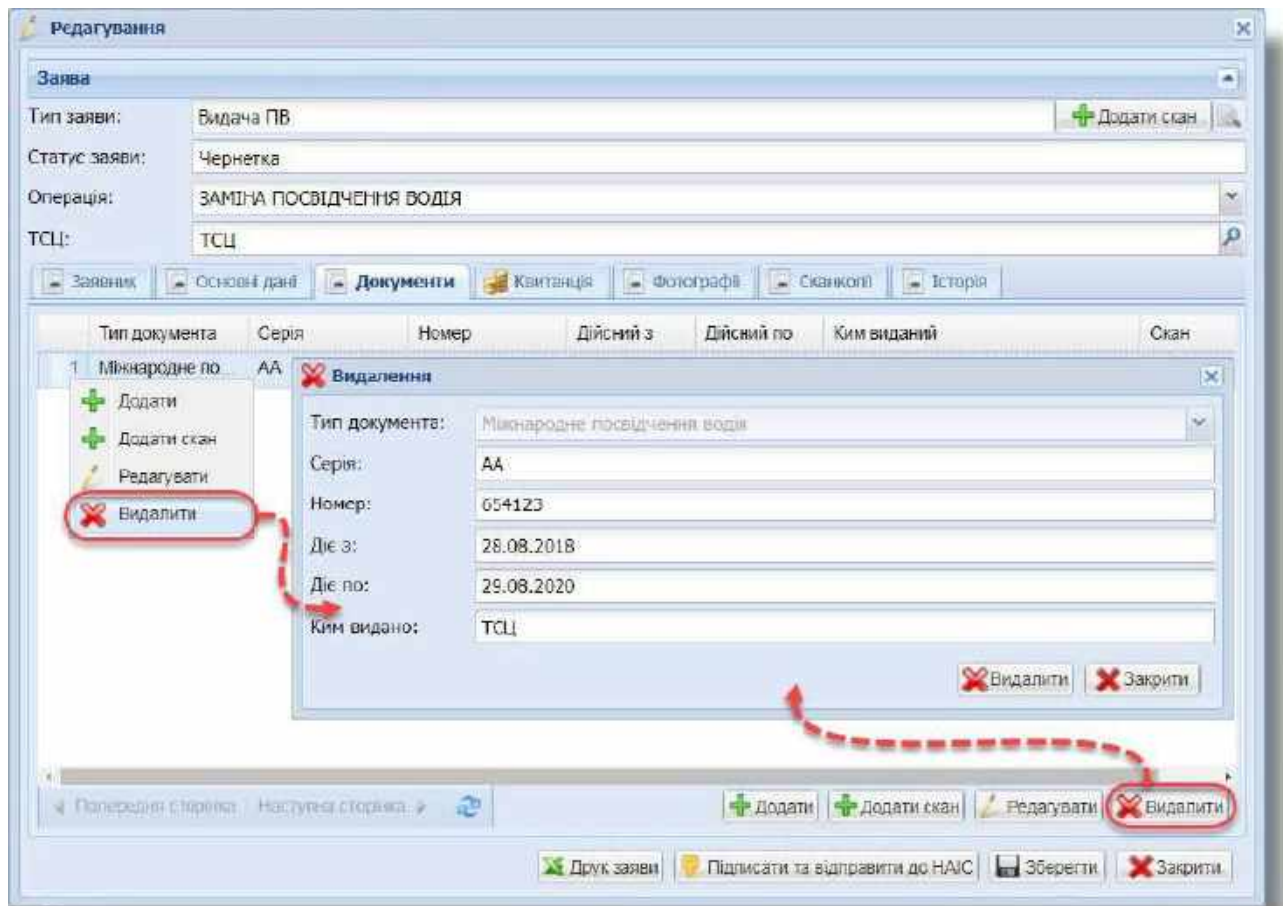 Редагування
Заява
Тип заяви: Видача ПВ Додати скан
Статус заяви: Чернетка
Операція: ЗАМІНА ПОСВІДЧЕННЯ ВОДІЯ
ТСЦ: ТСЦ
Заявник Основні дані Документи Квитанція Фотографії Сканкопії Історія
Тип документа Серія Номер Дійсний з Дійсний по Ким виданий Скан
1 Міжнародне по... АА
Додати
Додати скан
Редагувати
Видалити
Видалення
Тип документа: Міжнародне посвідчення водія
Серія: АА
Номер: 654123
Діє з: 28.08.2018
Діє по: 29.08.2020
Ким видано: ТСЦ
Видалити Закрити
Попередня сторінка Наступна сторінка Додати Додати скан Редагувати Видалити
Друк заяви Підписати та відправити до НАІС Зберегти Закрити